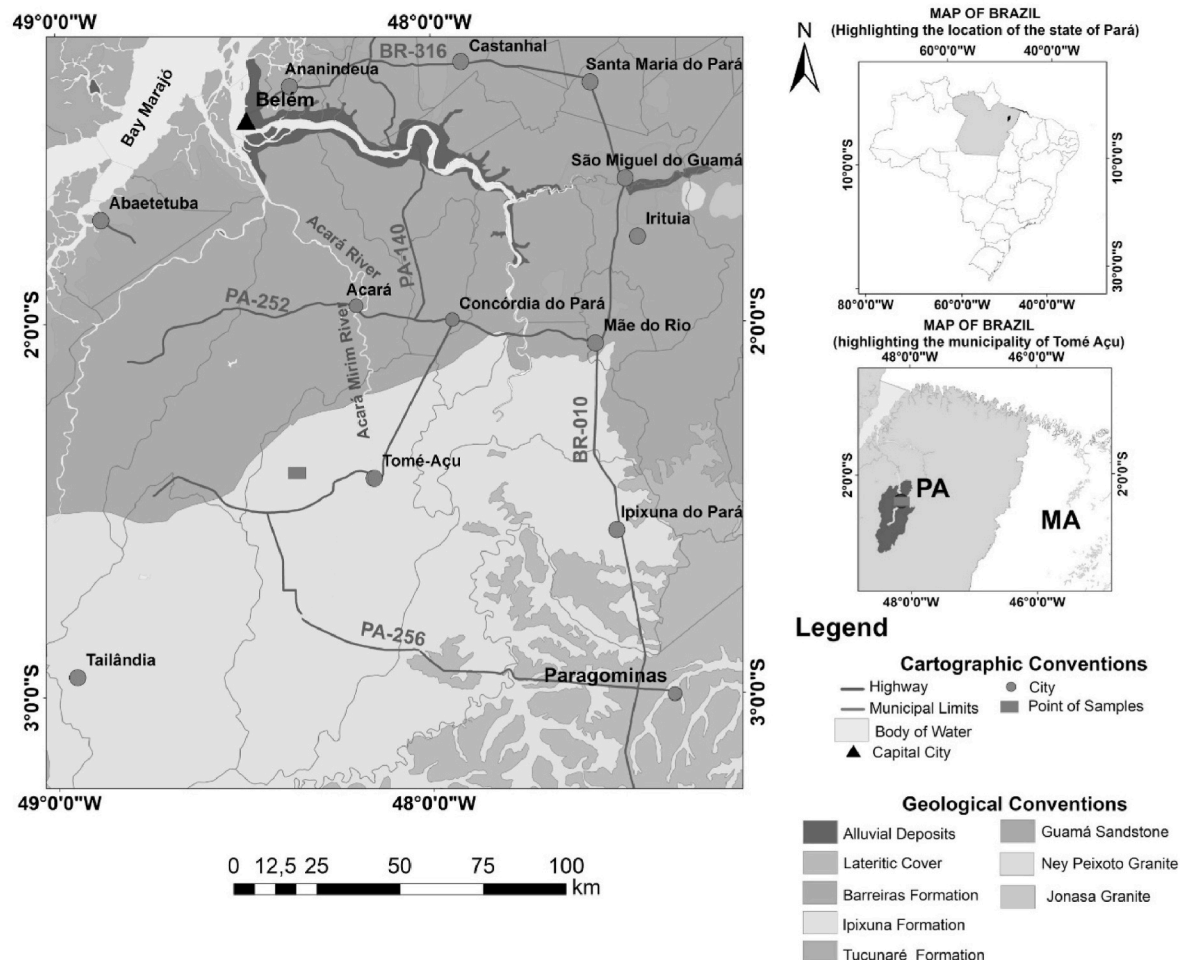 49°0'0"W
48°0'0"W
BR-316
Castanhal
Ananindeua
Santa Maria do Pará
Belém
Bay Marajó
São Miguel do Guamá
Abaetetuba
Irituia
Acará River
PA-140
PA-252
Acará
Concórdia do Pará
2°0'0"S
2°0'0"S
Mãe do Rio
Acará Mirim River
BR-010
Tomé-Açu
Ipixuna do Pará
PA-256
Tailândia
Paragominas
3°0'0"S
3°0'0"S
49°0'0"W
48°0'0"W
0 12,5 25 50 75 100
km
N
MAP OF BRAZIL
(Highlighting the location of the state of Pará)
60°0'0"W
40°0'0"W
10°0'0"S
10°0'0"S
30°0'0"S
80°0'0"W
60°0'0"W
40°0'0"W
MAP OF BRAZIL
(highlighting the municipality of Tomé Açu)
48°0'0"W
46°0'0"W
2°0'0"S
2°0'0"S
PA
MA
48°0'0"W
46°0'0"W
Legend
Cartographic Conventions
Highway
City
Municipal Limits
Point of Samples
Body of Water
Capital City
Geological Conventions
Alluvial Deposits
Guamá Sandstone
Lateritic Cover
Ney Peixoto Granite
Barreiras Formation
Jonasa Granite
Ipixuna Formation
Tucunaré Formation